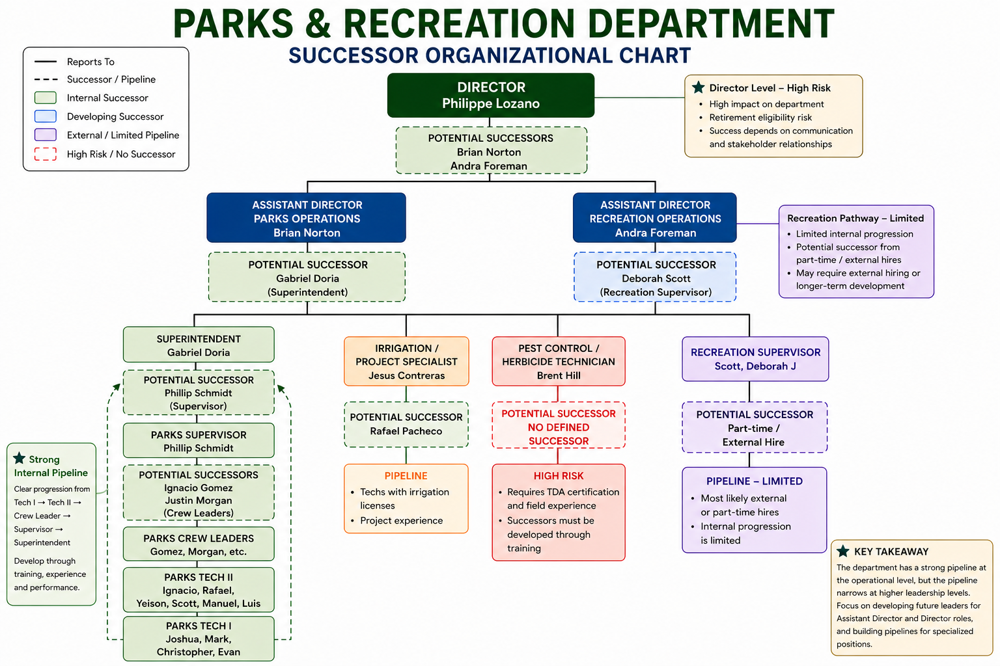 PARKS & RECREATION DEPARTMENT
SUCCESSOR ORGANIZATIONAL CHART
Reports To
Successor / Pipeline
Internal Successor
Developing Successor
External / Limited Pipeline
High Risk / No Successor
DIRECTOR
Philippe Lozano
★ Director Level – High Risk
• High impact on department
• Retirement eligibility risk
• Success depends on communication
and stakeholder relationships
POTENTIAL SUCCESSORS
Brian Norton
Andra Foreman
ASSISTANT DIRECTOR
PARKS OPERATIONS
Brian Norton
ASSISTANT DIRECTOR
RECREATION OPERATIONS
Andra Foreman
Recreation Pathway – Limited
• Limited internal progression
• Potential successor from
part-time / external hires
• May require external hiring or
longer-term development
POTENTIAL SUCCESSOR
Gabriel Doria
(Superintendent)
POTENTIAL SUCCESSOR
Deborah Scott
(Recreation Supervisor)
SUPERINTENDENT
Gabriel Doria
POTENTIAL SUCCESSOR
Phillip Schmidt
(Supervisor)
PARKS SUPERVISOR
Phillip Schmidt
POTENTIAL SUCCESSORS
Ignacio Gomez
Justin Morgan
(Crew Leaders)
PARKS CREW LEADERS
Gomez, Morgan, etc.
PARKS TECH II
Ignacio, Rafael,
Yeison, Scott, Manuel, Luis
PARKS TECH I
Joshua, Mark,
Christopher, Evan
★ Strong
Internal Pipeline
Clear progression from
Tech I → Tech II →
Crew Leader →
Supervisor →
Superintendent
Develop through
training, experience
and performance.
IRRIGATION /
PROJECT SPECIALIST
Jesus Contreras
POTENTIAL SUCCESSOR
Rafael Pacheco
PIPELINE
• Techs with irrigation
licenses
• Project experience
PEST CONTROL /
HERBICIDE TECHNICIAN
Brent Hill
POTENTIAL SUCCESSOR
NO DEFINED
SUCCESSOR
HIGH RISK
• Requires TDA certification
and field experience
• Successors must be
developed through
training
RECREATION SUPERVISOR
Scott, Deborah J
POTENTIAL SUCCESSOR
Part-time /
External Hire
PIPELINE – LIMITED
• Most likely external
or part-time hires
• Internal progression
is limited
★ KEY TAKEAWAY
The department has a strong pipeline at
the operational level, but the pipeline
narrows at higher leadership levels.
Focus on developing future leaders for
Assistant Director and Director roles,
and building pipelines for specialized
positions.